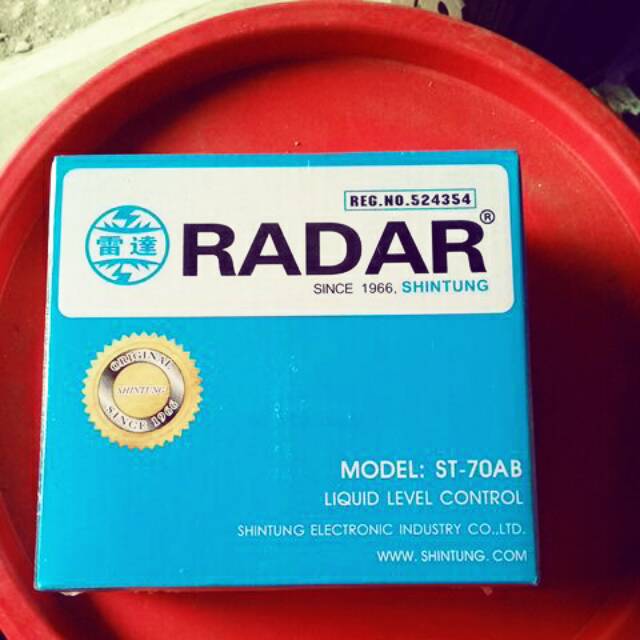 REG.NO.524354
雷達
RADAR®
SINCE 1966, SHINTUNG
ORIGINAL
SHINTUNG
SINCE 1966
MODEL: ST-70AB
LIQUID LEVEL CONTROL
SHINTUNG ELECTRONIC INDUSTRY CO.,LTD.
WWW. SHINTUNG. COM